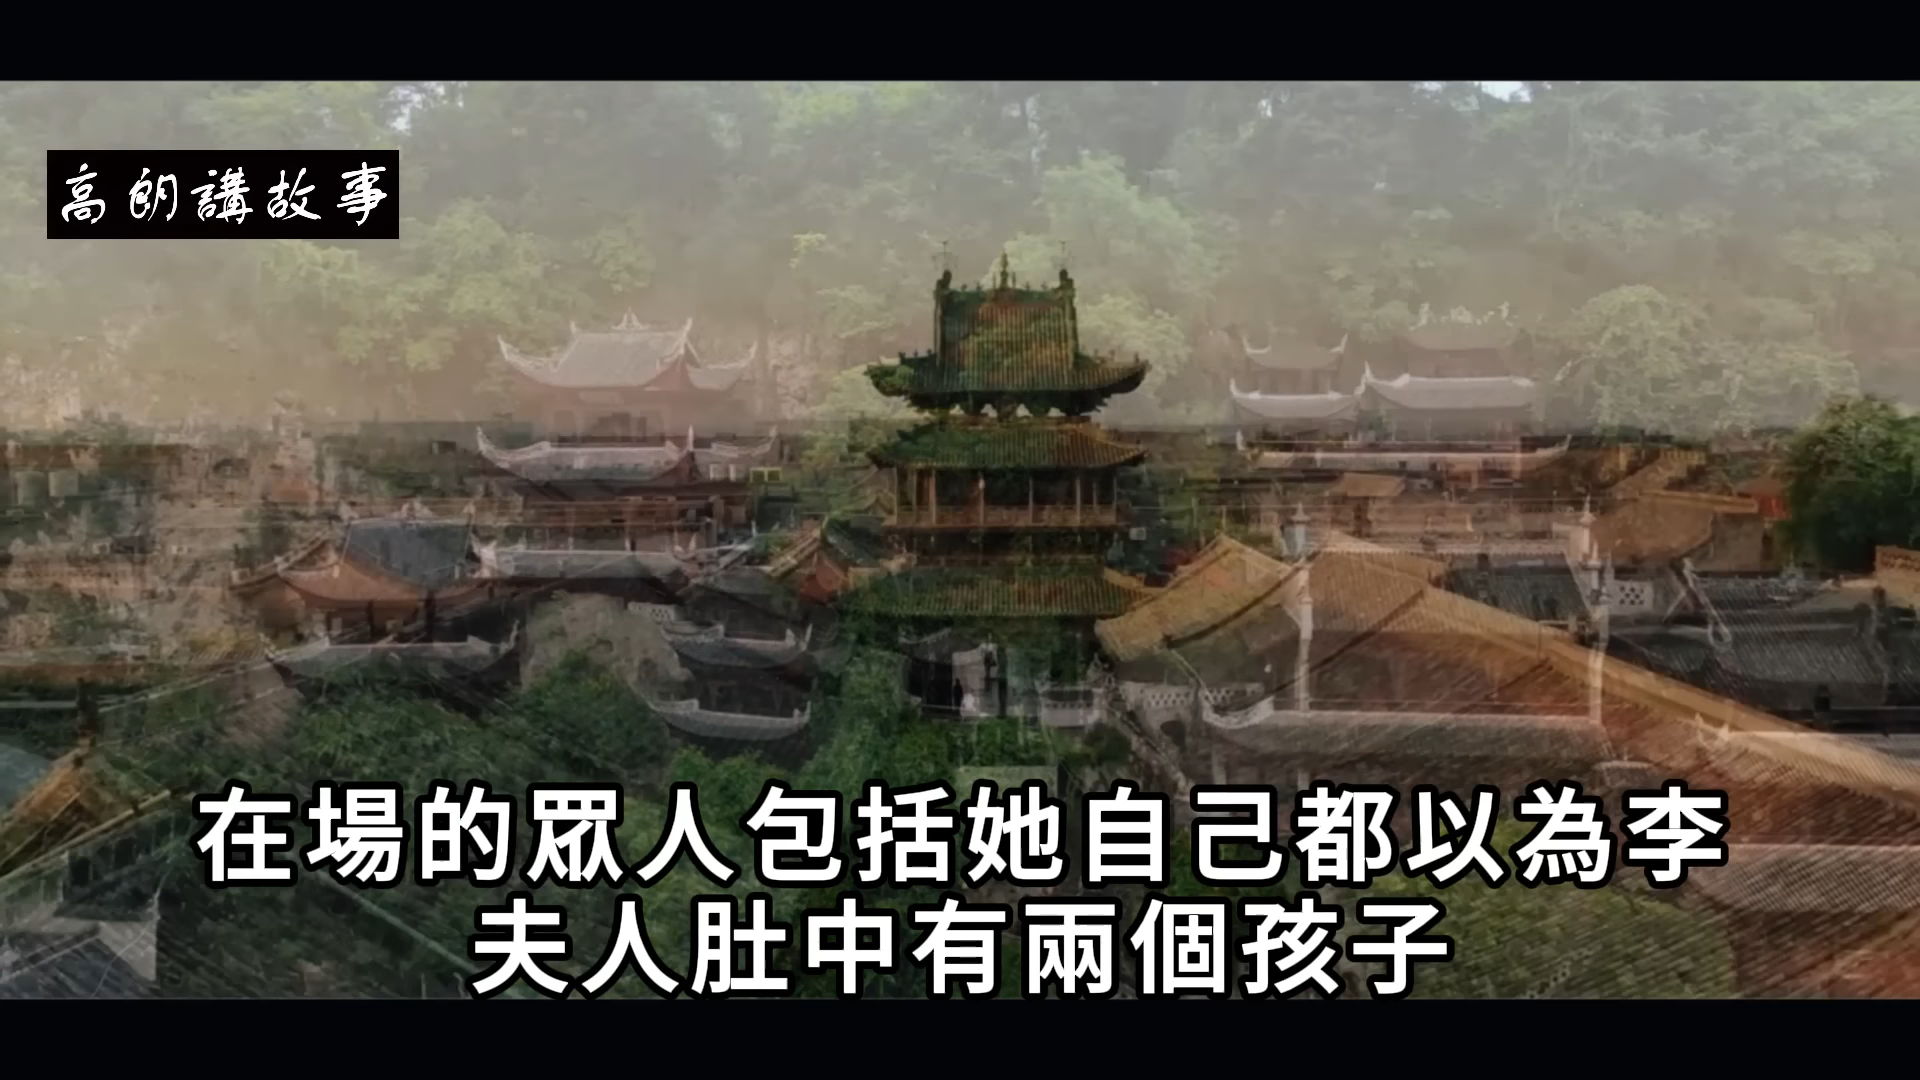 高朗講故事
在場的眾人包括她自己都以為李
夫人肚中有兩個孩子